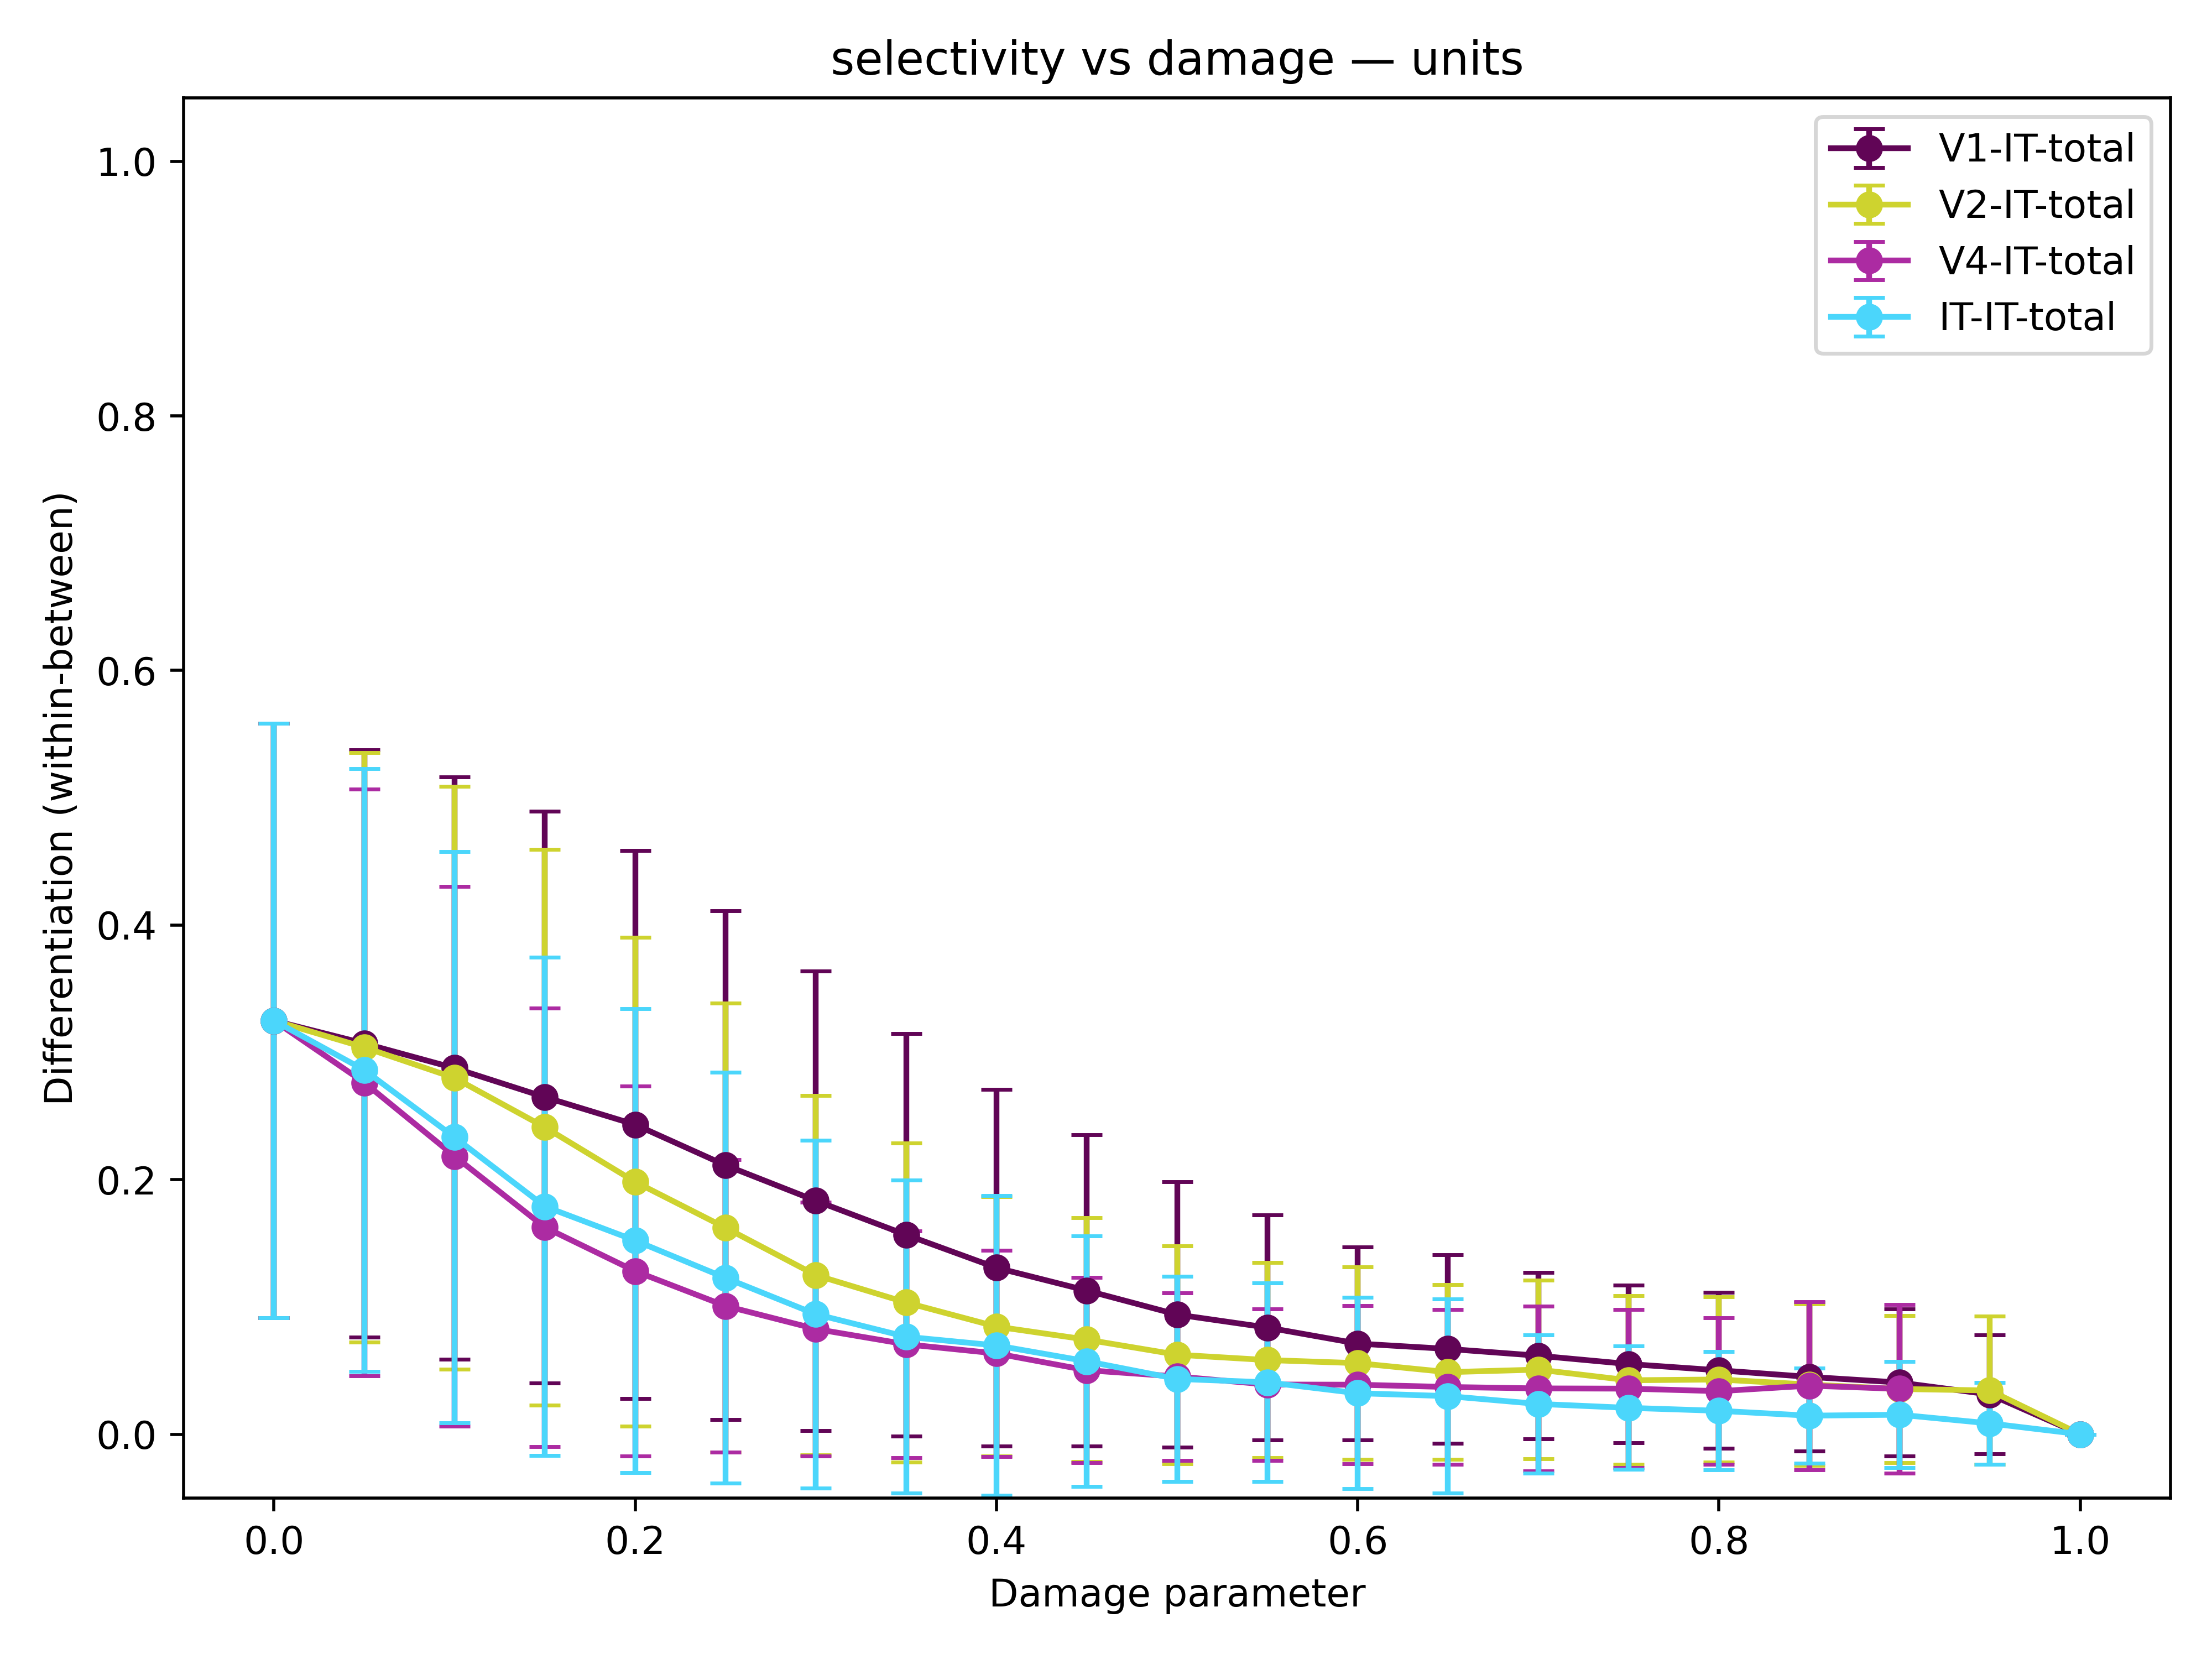 selectivity vs damage — units
V1-IT-total
V2-IT-total
V4-IT-total
IT-IT-total
Differentiation (within-between)
1.0
0.8
0.6
0.4
0.2
0.0
0.0 0.2 0.4 0.6 0.8 1.0
Damage parameter